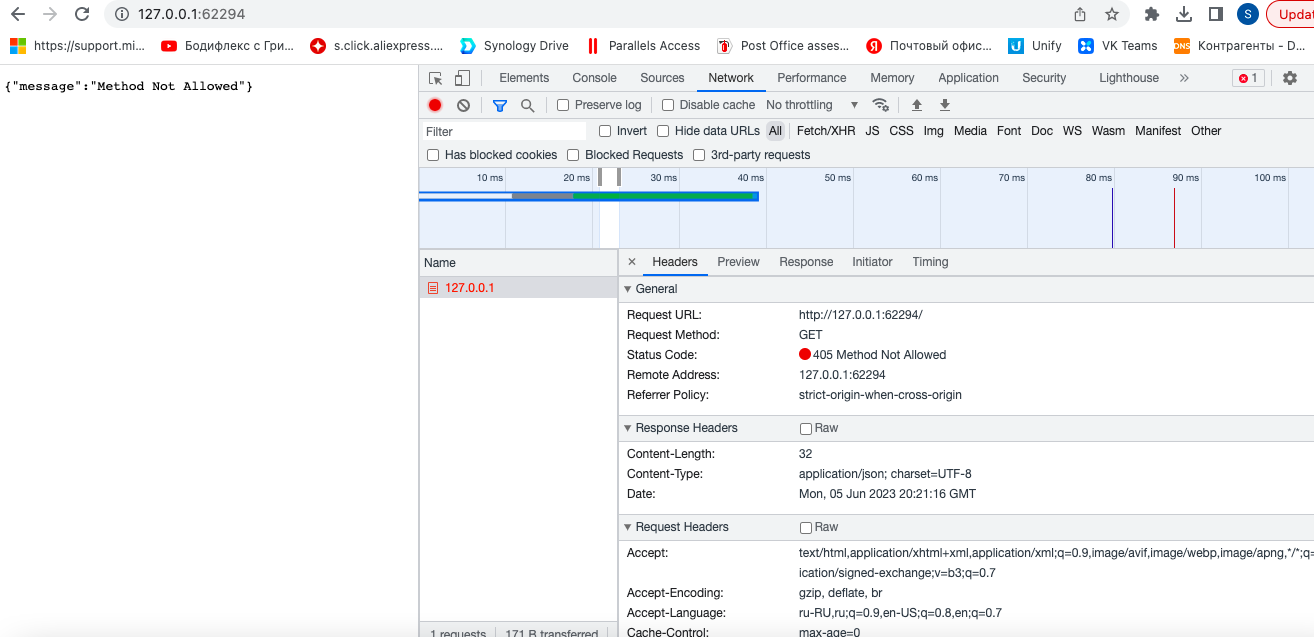 127.0.0.1:62294
S
Updat
https://support.mi...
Бодифлекс с Гри...
s.click.aliexpress....
Synology Drive
Parallels Access
Post Office asses...
Почтовый офис...
Unify
VK Teams
DNS
Контрагенты - D...
{"message":"Method Not Allowed"}
Elements Console Sources Network Performance Memory Application Security Lighthouse » 1
Preserve log Disable cache No throttling
Filter Invert Hide data URLs All Fetch/XHR JS CSS Img Media Font Doc WS Wasm Manifest Other
Has blocked cookies Blocked Requests 3rd-party requests
10 ms 20 ms 30 ms 40 ms 50 ms 60 ms 70 ms 80 ms 90 ms 100 ms
Name
127.0.0.1
1 requests 171 B transferred
× Headers Preview Response Initiator Timing
General
Request URL: http://127.0.0.1:62294/
Request Method: GET
Status Code: 405 Method Not Allowed
Remote Address: 127.0.0.1:62294
Referrer Policy: strict-origin-when-cross-origin
Response Headers Raw
Content-Length: 32
Content-Type: application/json; charset=UTF-8
Date: Mon, 05 Jun 2023 20:21:16 GMT
Request Headers Raw
Accept: text/html,application/xhtml+xml,application/xml;q=0.9,image/avif,image/webp,image/apng,*/*;q=
ication/signed-exchange;v=b3;q=0.7
Accept-Encoding: gzip, deflate, br
Accept-Language: ru-RU,ru;q=0.9,en-US;q=0.8,en;q=0.7
Cache-Control: max-age=0